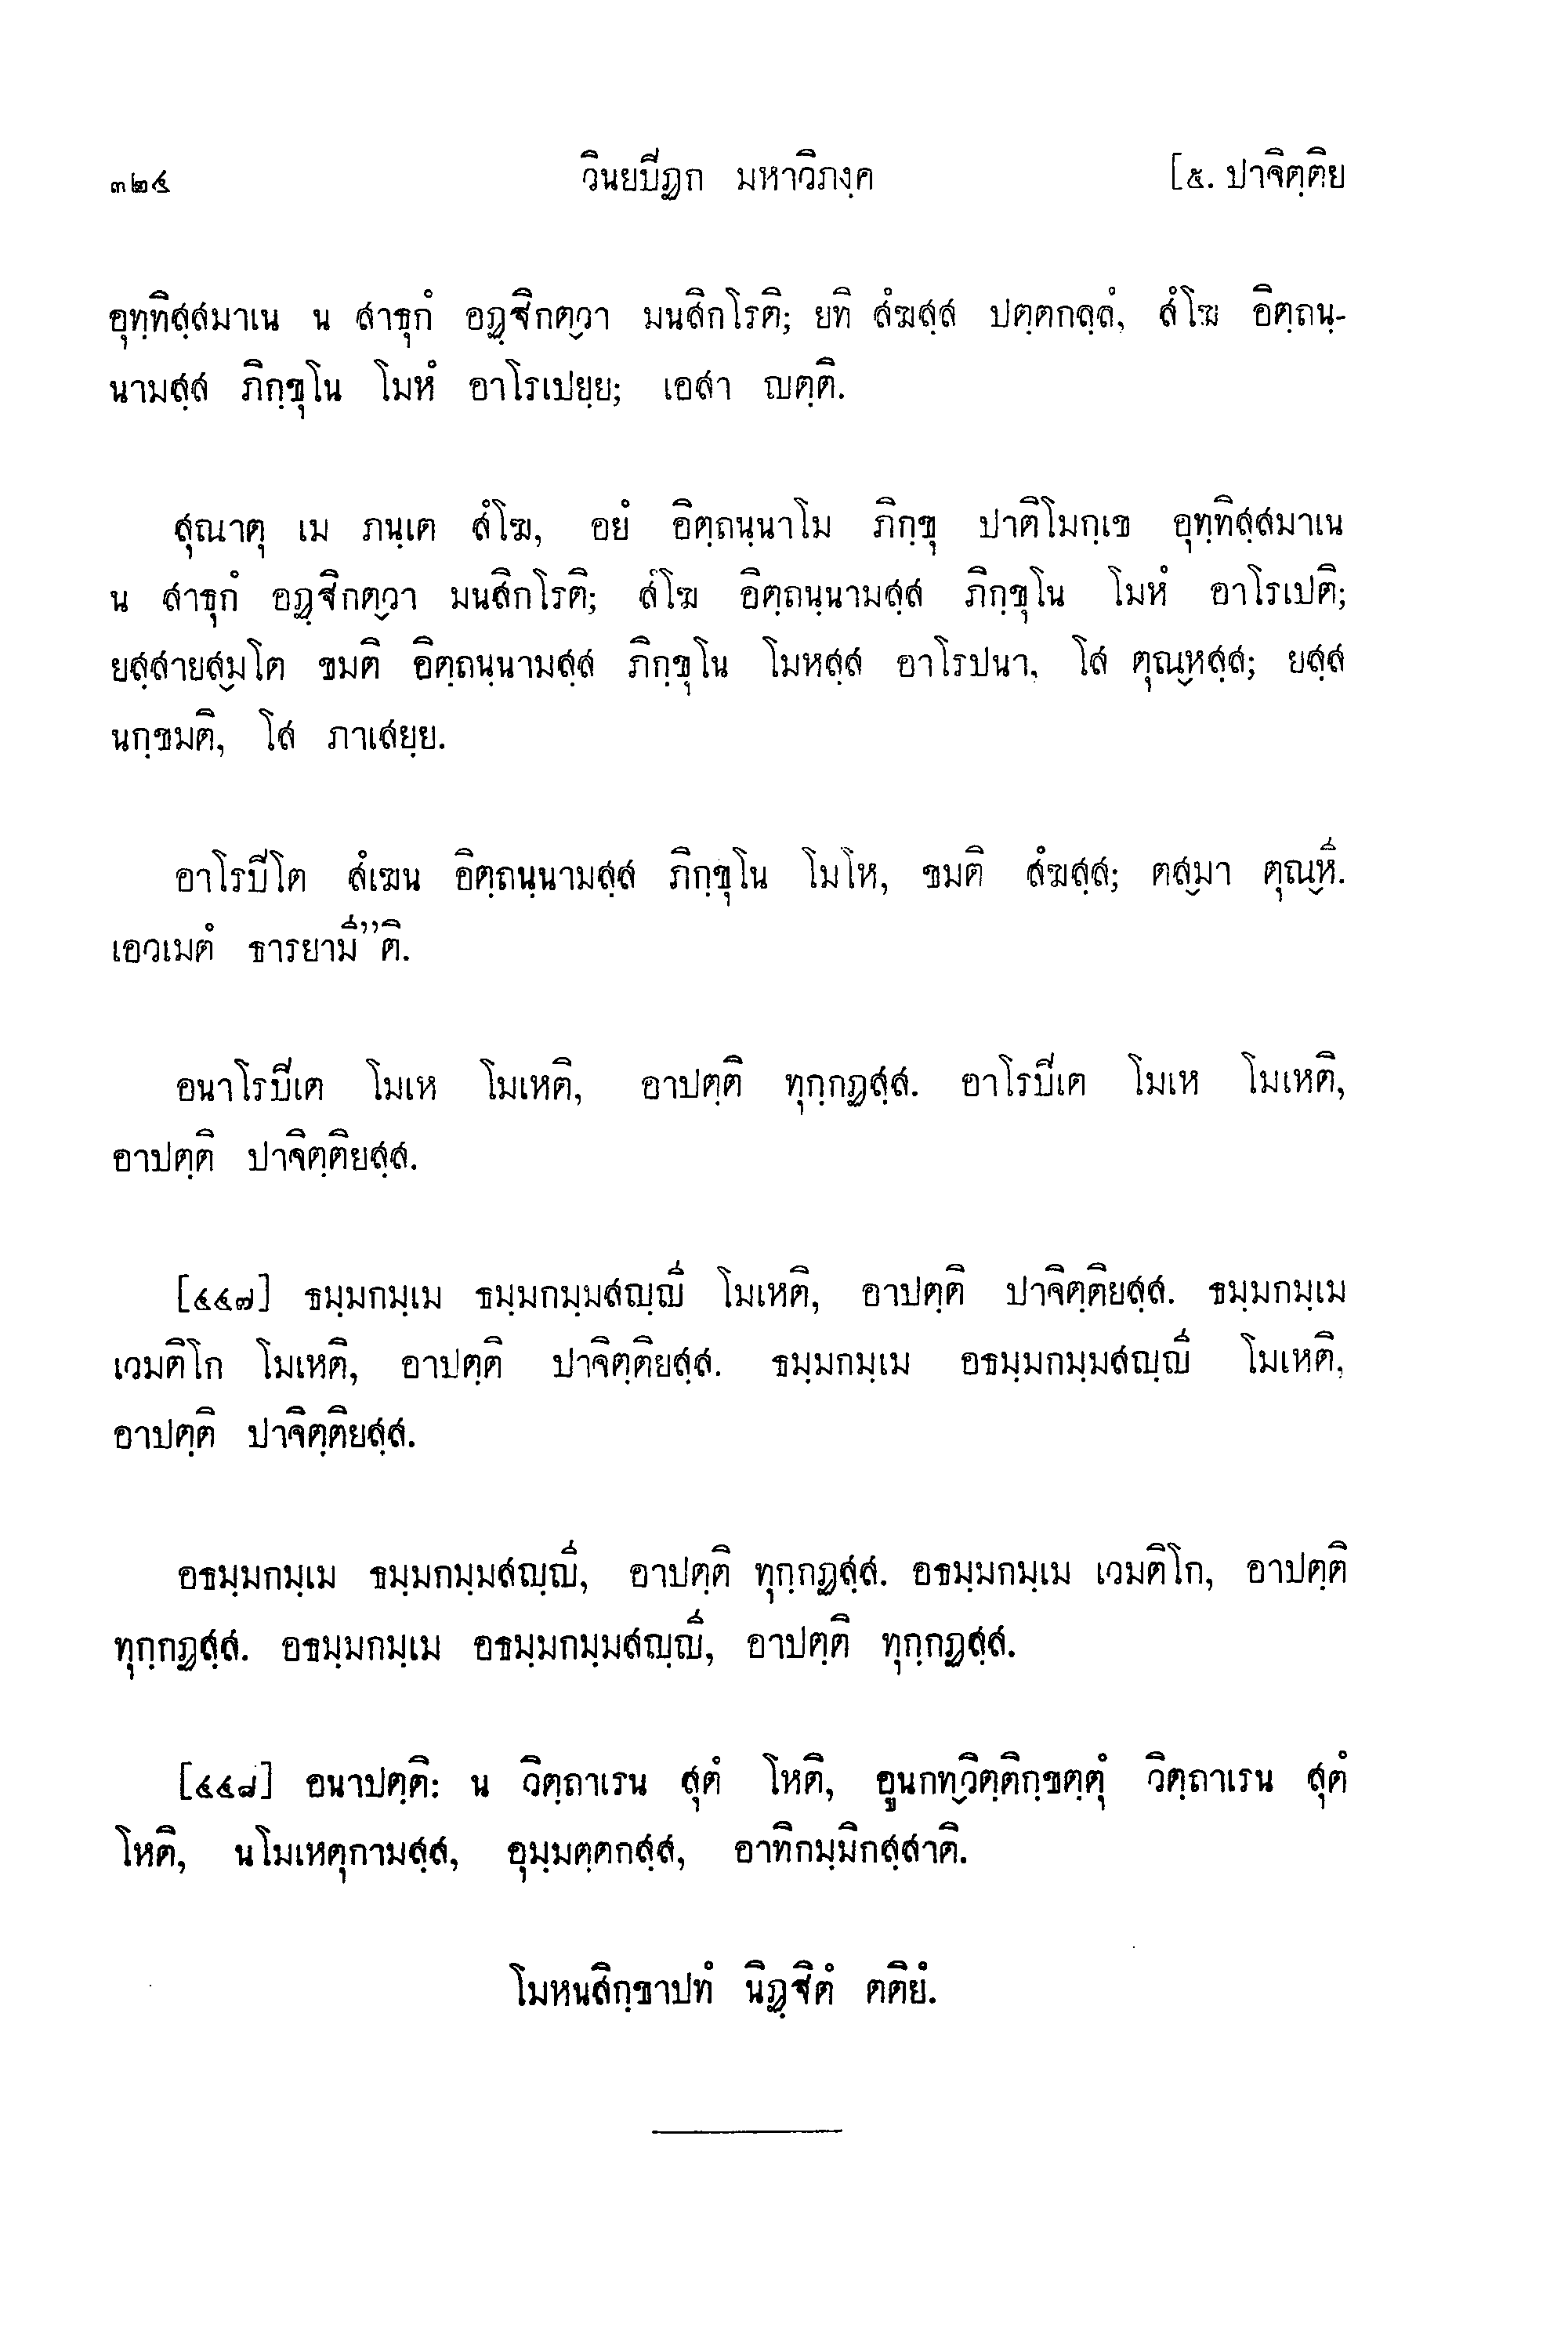 ๓๒๔ วินยปิฏก มหาวิภงฺค [๕. ปาจิตฺติย
อุทฺทิสฺสมาเน น สาธุกํ อฏฺฐิกตฺวา มนสิกโรติ; ยทิ สํฆสฺส ปตฺตกลฺลํ, สํโฆ อิตฺถนฺ-
นามสฺส ภิกฺขุโน โมหํ อาโรเปยฺย; เอสา ญตฺติ.
สุณาตุ เม ภนฺเต สํโฆ, อยํ อิตฺถนฺนาโม ภิกฺขุ ปาติโมกฺเข อุทฺทิสฺสมาเน
น สาธุกํ อฏฺฐิกตฺวา มนสิกโรติ; สํโฆ อิตฺถนฺนามสฺส ภิกฺขุโน โมหํ อาโรเปติ;
ยสฺสายสฺมโต ขมติ อิตฺถนฺนามสฺส ภิกฺขุโน โมหสฺส อาโรปนา, โส ตุณฺหสฺส; ยสฺส
นกฺขมติ, โส ภาเสยฺย.
อาโรปิโต สํเฆน อิตฺถนฺนามสฺส ภิกฺขุโน โมโห, ขมติ สํฆสฺส; ตสฺมา ตุณฺหี.
เอวเมตํ ธารยามี”ติ.
อนาโรปิเต โมเห โมเหติ, อาปตฺติ ทุกฺกฏสฺส. อาโรปิเต โมเห โมเหติ,
อาปตฺติ ปาจิตฺติยสฺส.
[๔๔๗] ธมฺมกมฺเม ธมฺมกมฺมสญฺญี โมเหติ, อาปตฺติ ปาจิตฺติยสฺส. ธมฺมกมฺเม
เวมติโก โมเหติ, อาปตฺติ ปาจิตฺติยสฺส. ธมฺมกมฺเม อธมฺมกมฺมสญฺญี โมเหติ,
อาปตฺติ ปาจิตฺติยสฺส.
อธมฺมกมฺเม ธมฺมกมฺมสญฺญี, อาปตฺติ ทุกฺกฏสฺส. อธมฺมกมฺเม เวมติโก, อาปตฺติ
ทุกฺกฏสฺส. อธมฺมกมฺเม อธมฺมกมฺมสญฺญี, อาปตฺติ ทุกฺกฏสฺส.
[๔๔๘] อนาปตฺติ: น วิตฺถาเรน สุตํ โหติ, อูนกทฺวิตฺติกฺขตฺตุํ วิตฺถาเรน สุตํ
โหติ, นโมเหตุกามสฺส, อุมฺมตฺตกสฺส, อาทิกมฺมิกสฺสาติ.
โมหนสิกฺขาปทํ นิฏฺฐิตํ ตติยํ.